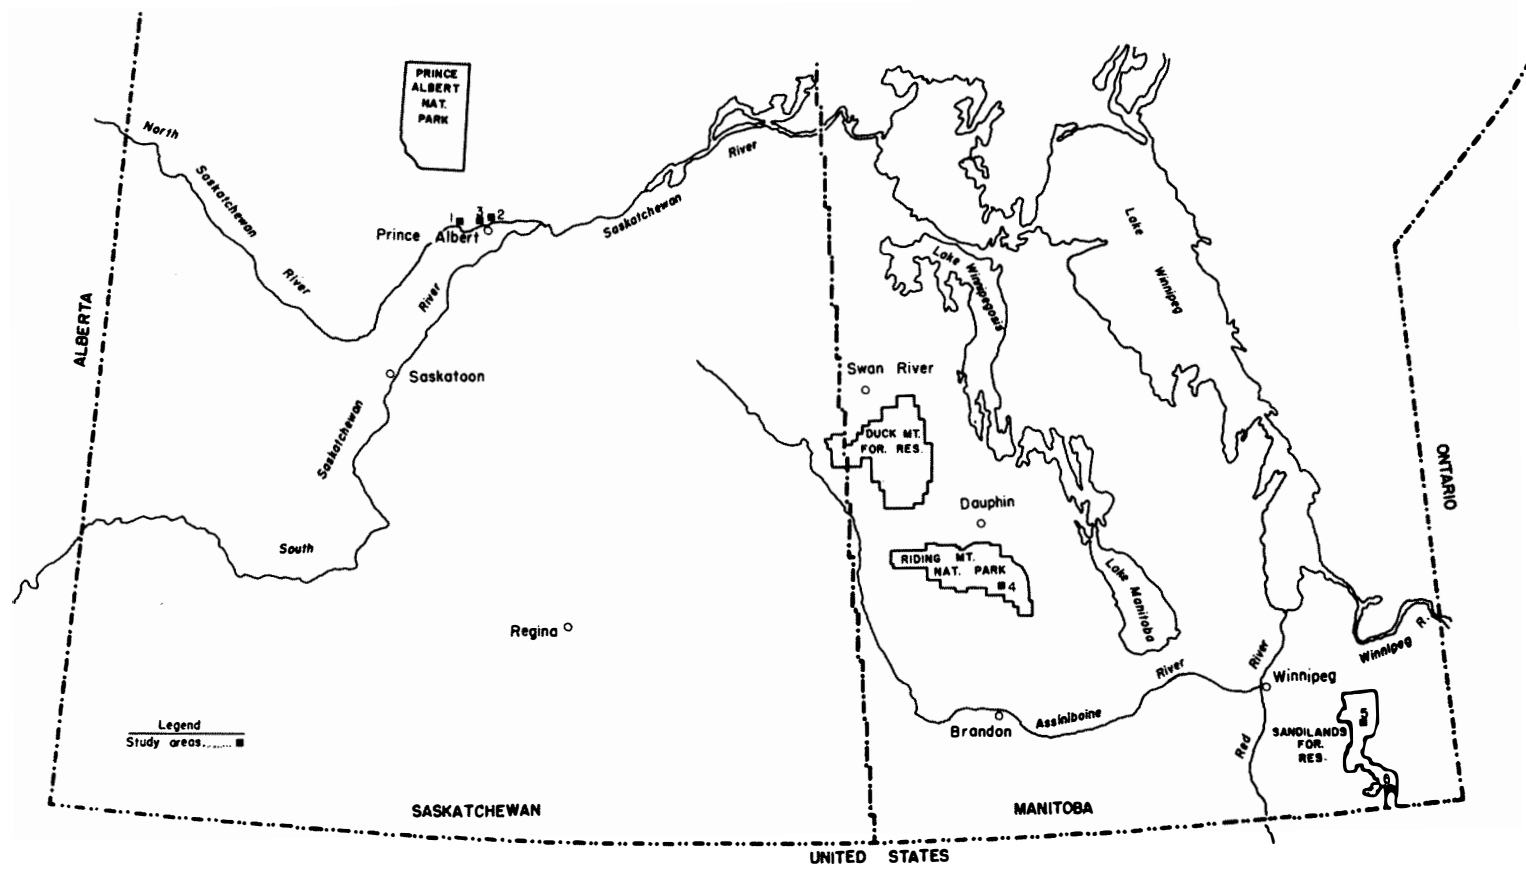 PRINCE
ALBERT
NAT.
PARK
North
Saskatchewan
River
1
3
2
Prince Albert
River
Saskatchewan
River
Saskatoon
Saskatchewan
South
ALBERTA
Regina
Legend
Study areas......
SASKATCHEWAN
Lake Winnipegosis
Lake
Winnipeg
Swan River
DUCK MT.
FOR. RES.
Dauphin
RIDING MT.
NAT. PARK
4
Lake Manitoba
ONTARIO
Winnipeg R.
River
River
Winnipeg
Brandon
Assiniboine
Red
5
SANDILANDS
FOR.
RES.
6
MANITOBA
UNITED STATES